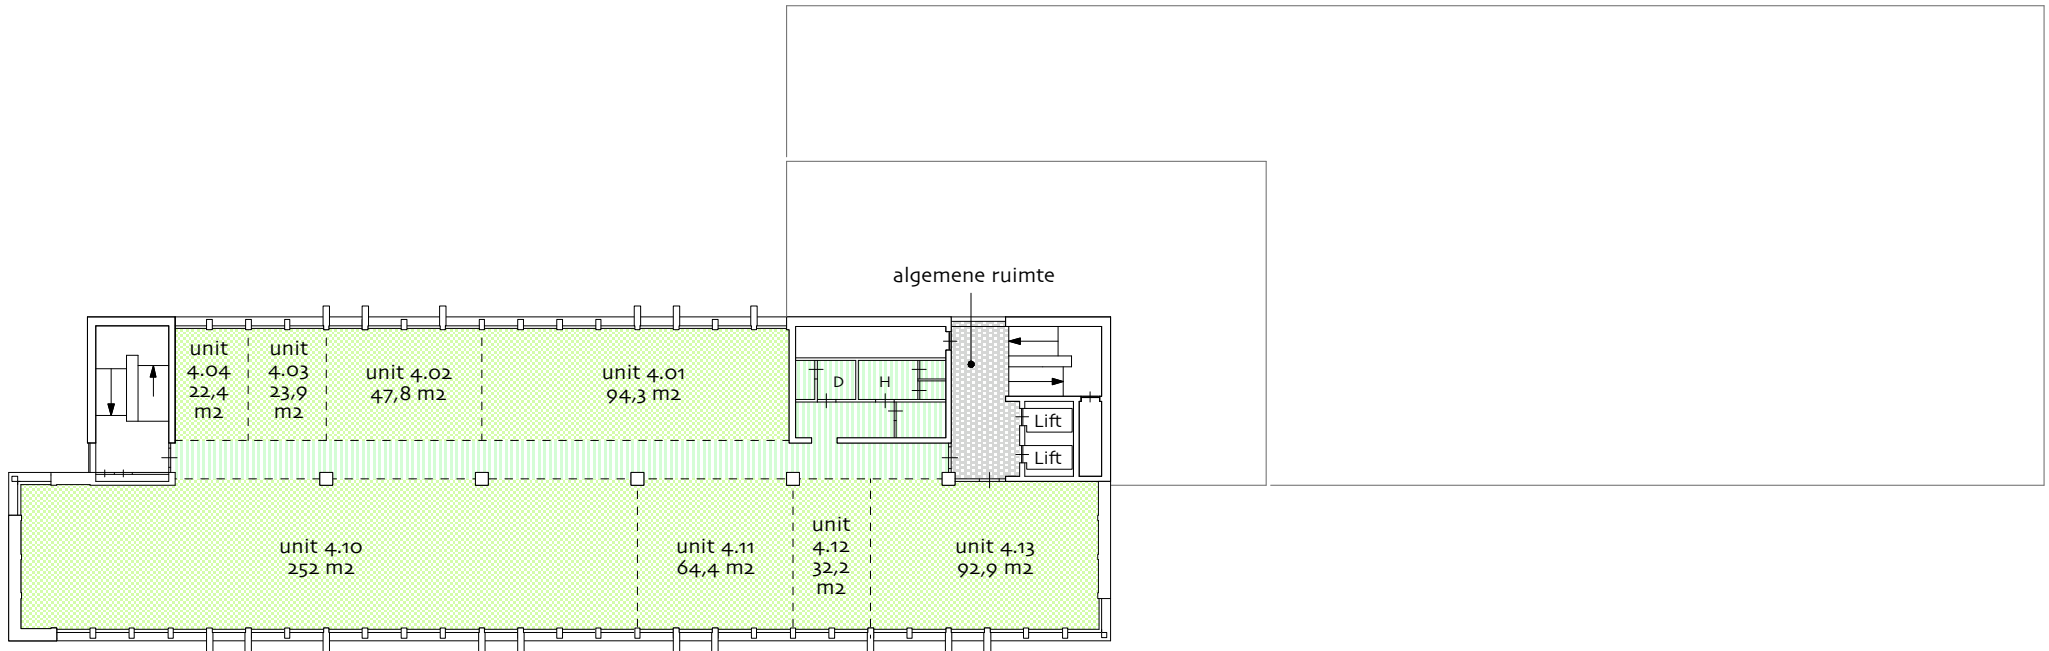 algemene ruimte
unit
4.04
22,4
m2
unit
4.03
23,9
m2
unit 4.02
47,8 m2
unit 4.01
94,3 m2
D
H
Lift
Lift
unit 4.10
252 m2
unit 4.11
64,4 m2
unit
4.12
32,2
m2
unit 4.13
92,9 m2